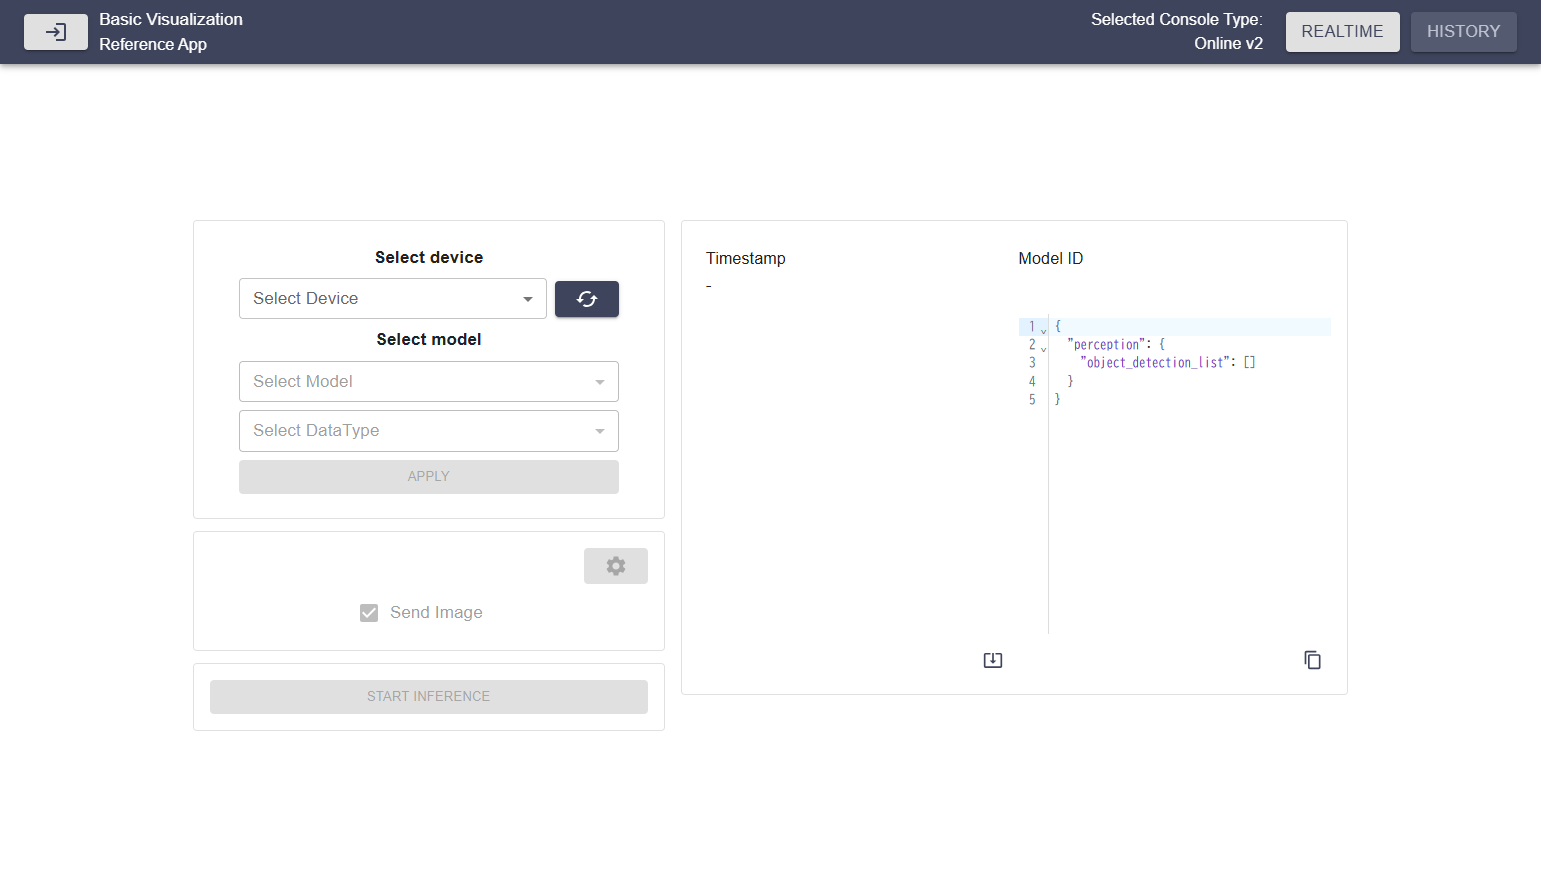 Basic Visualization
Reference App
Selected Console Type:
Online v2
REALTIME
HISTORY
Select device
Select Device
Select model
Select Model
Select DataType
APPLY
Send Image
START INFERENCE
Timestamp
-
Model ID
1 {
2 "perception": {
3 "object_detection_list": []
4 }
5 }